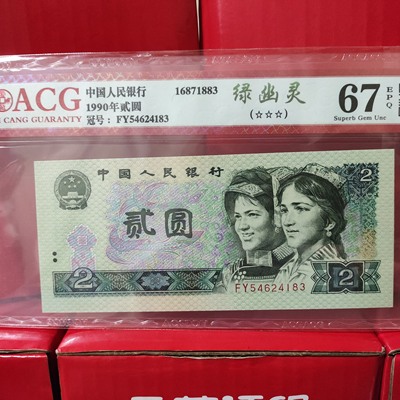 ACG
CANG GUARANTY
中国人民银行
1990年贰圆
冠号：FY54624183
16871883
绿幽灵
(☆☆☆)
67
EPQ
Superb Gem Unc
中国人民银行
2
贰圆
2
2
FY54624183